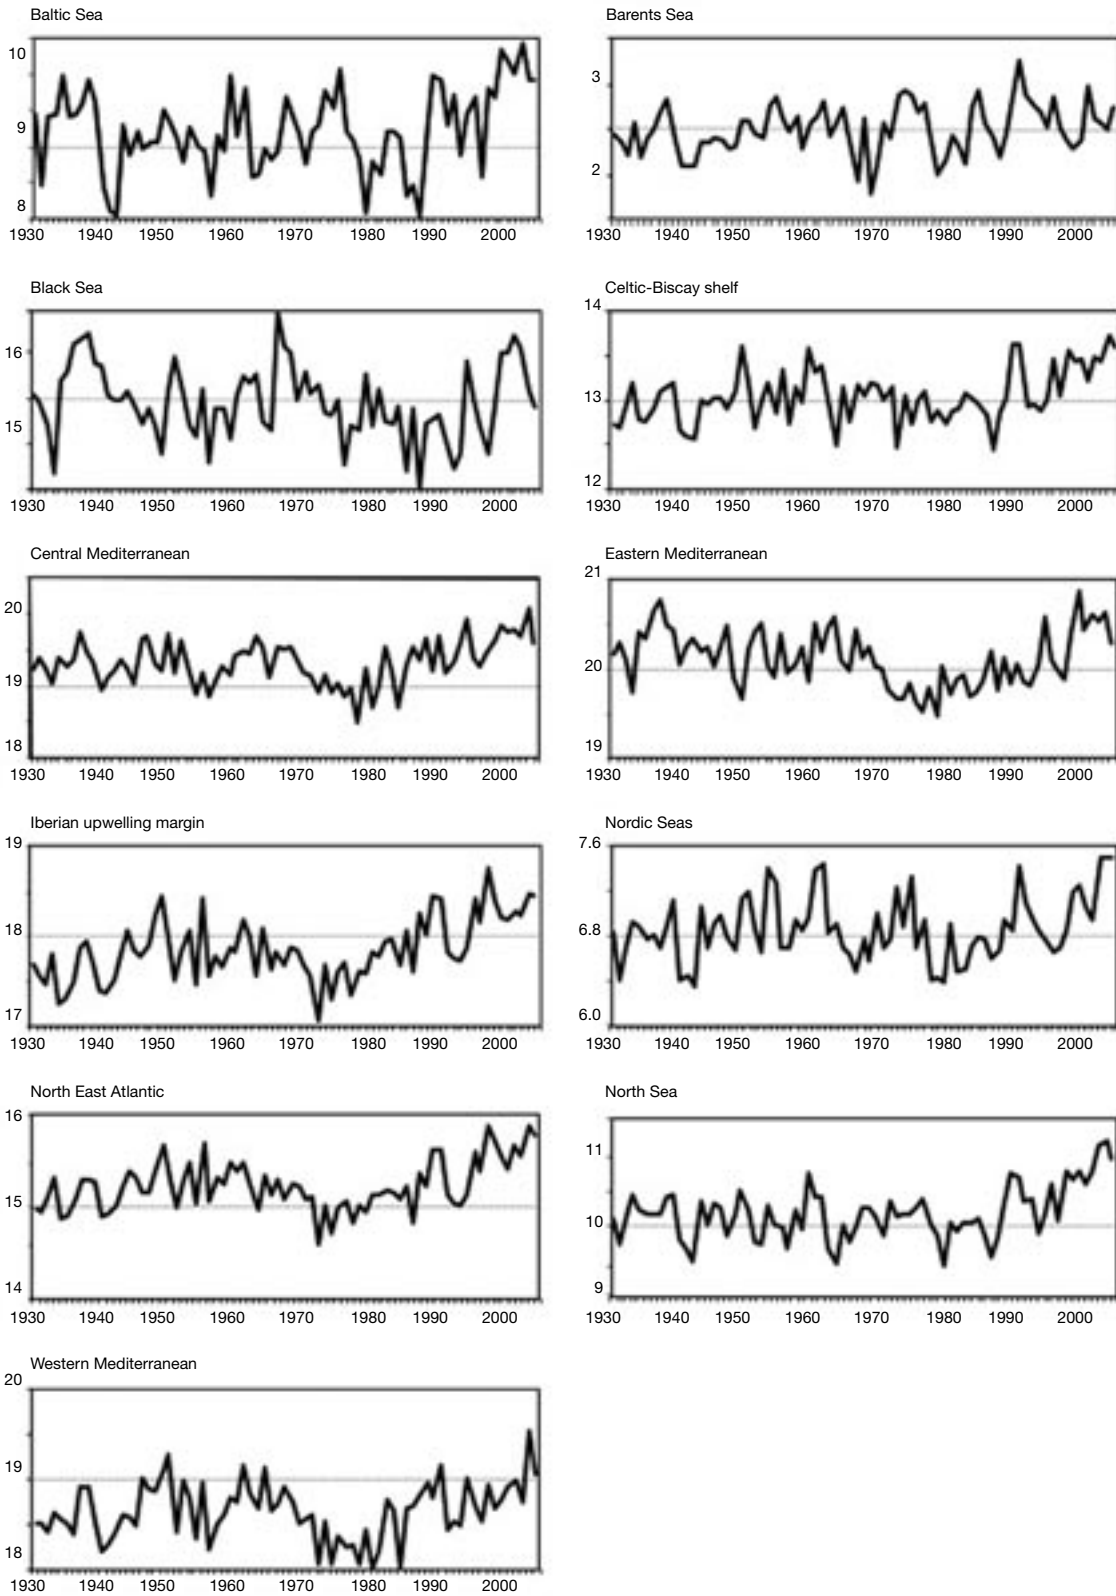 Baltic Sea
10
9
8
1930 1940 1950 1960 1970 1980 1990 2000
Barents Sea
3
2
1930 1940 1950 1960 1970 1980 1990 2000
Black Sea
16
15
1930 1940 1950 1960 1970 1980 1990 2000
Celtic-Biscay shelf
14
13
12
1930 1940 1950 1960 1970 1980 1990 2000
Central Mediterranean
20
19
18
1930 1940 1950 1960 1970 1980 1990 2000
Eastern Mediterranean
21
20
19
1930 1940 1950 1960 1970 1980 1990 2000
Iberian upwelling margin
19
18
17
1930 1940 1950 1960 1970 1980 1990 2000
Nordic Seas
7.6
6.8
6.0
1930 1940 1950 1960 1970 1980 1990 2000
North East Atlantic
16
15
14
1930 1940 1950 1960 1970 1980 1990 2000
North Sea
11
10
9
1930 1940 1950 1960 1970 1980 1990 2000
Western Mediterranean
20
19
18
1930 1940 1950 1960 1970 1980 1990 2000